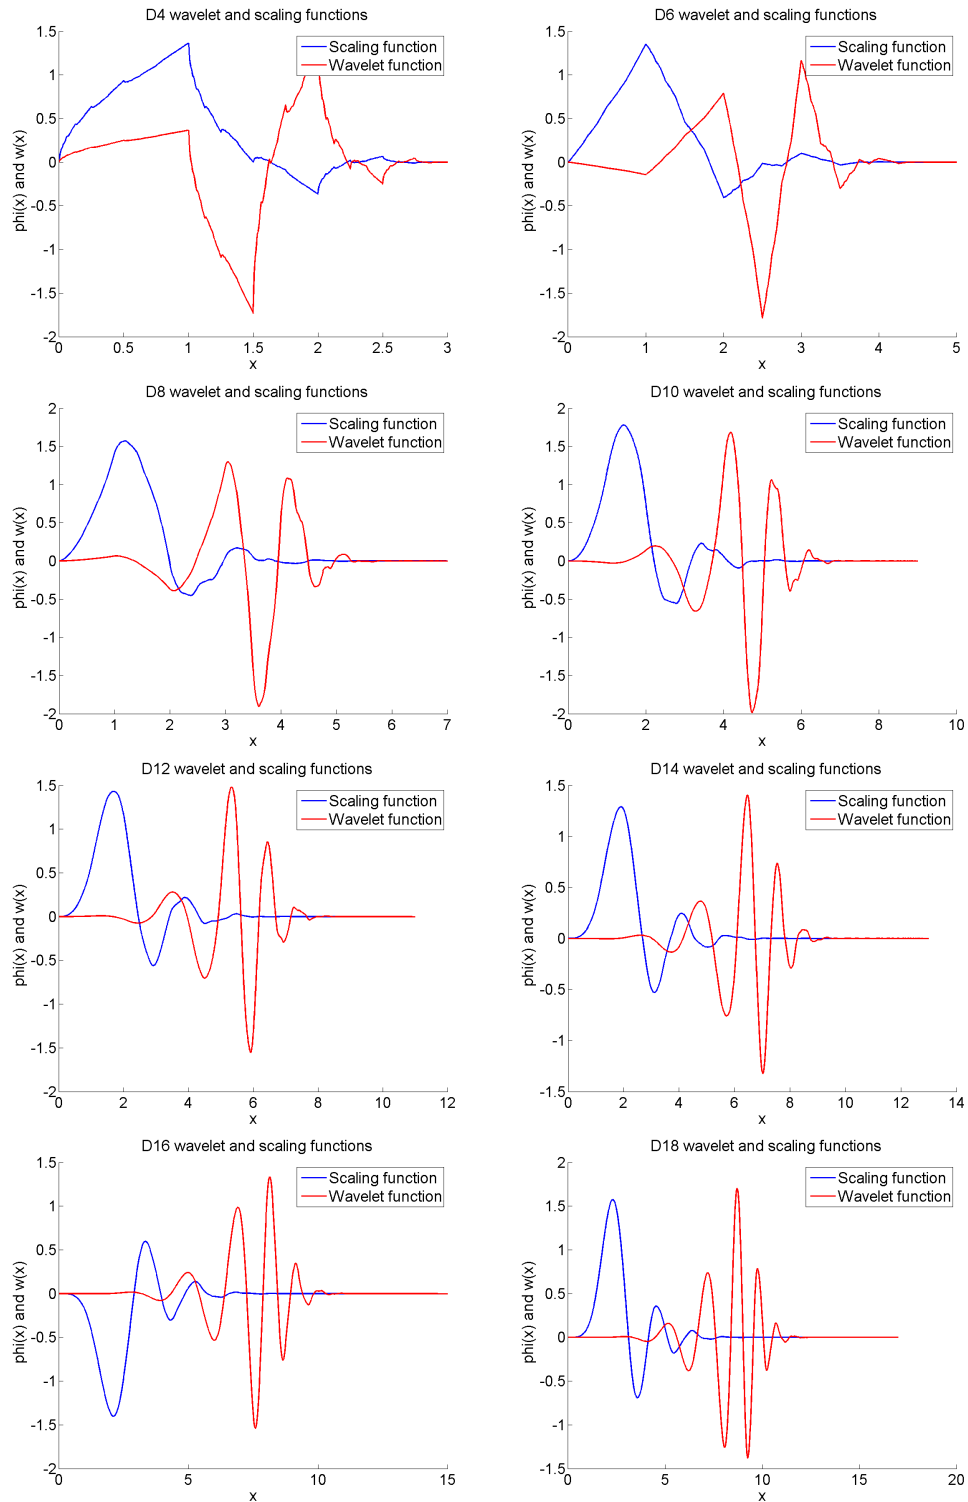 D4 wavelet and scaling functions
1.5
1
0.5
0
-0.5
-1
-1.5
-2
phi(x) and w(x)
Scaling function
Wavelet function
0 0.5 1 1.5 2 2.5 3
x
D6 wavelet and scaling functions
1.5
1
0.5
0
-0.5
-1
-1.5
-2
phi(x) and w(x)
Scaling function
Wavelet function
0 1 2 3 4 5
x
D8 wavelet and scaling functions
2
1.5
1
0.5
0
-0.5
-1
-1.5
-2
phi(x) and w(x)
Scaling function
Wavelet function
0 1 2 3 4 5 6 7
x
D10 wavelet and scaling functions
2
1.5
1
0.5
0
-0.5
-1
-1.5
-2
phi(x) and w(x)
Scaling function
Wavelet function
0 2 4 6 8 10
x
D12 wavelet and scaling functions
1.5
1
0.5
0
-0.5
-1
-1.5
-2
phi(x) and w(x)
Scaling function
Wavelet function
0 2 4 6 8 10 12
x
D14 wavelet and scaling functions
1.5
1
0.5
0
-0.5
-1
-1.5
phi(x) and w(x)
Scaling function
Wavelet function
0 2 4 6 8 10 12 14
x
D16 wavelet and scaling functions
1.5
1
0.5
0
-0.5
-1
-1.5
-2
phi(x) and w(x)
Scaling function
Wavelet function
0 5 10 15
x
D18 wavelet and scaling functions
2
1.5
1
0.5
0
-0.5
-1
-1.5
phi(x) and w(x)
Scaling function
Wavelet function
0 5 10 15 20
x